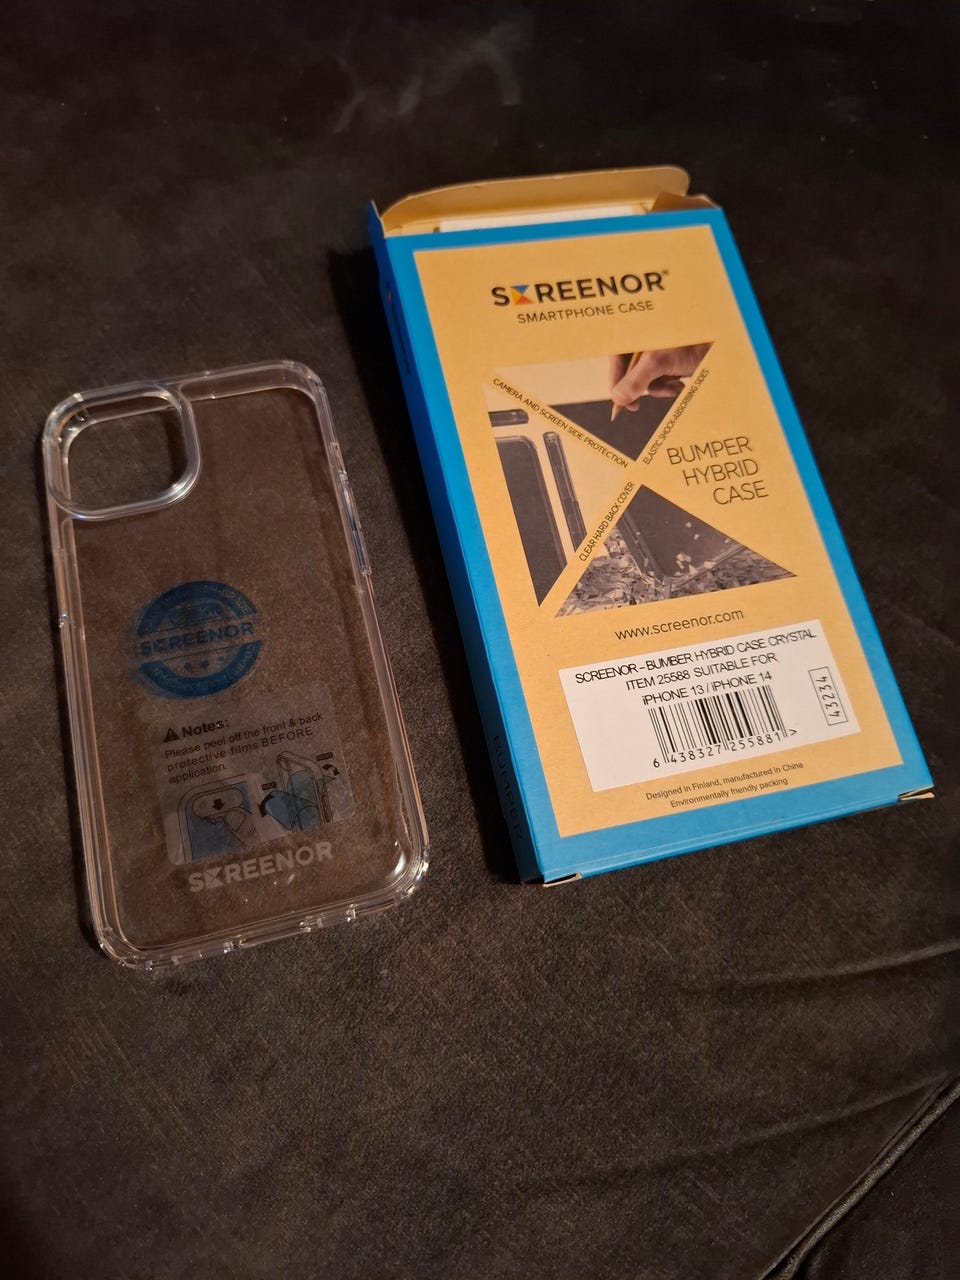 SCREENOR
Notes:
Please peel off the front & back
protective films BEFORE
application.
SCREENOR
SCREENOR®
SMARTPHONE CASE
CAMERA AND SCREEN SIDE PROTECTION
ELASTIC SHOCK-ABSORBING SIDES
CLEAR HARD BACK COVER
BUMPER
HYBRID
CASE
www.screenor.com
SCREENOR - BUMBER HYBRID CASE CRYSTAL
ITEM 25588 SUITABLE FOR
iPHONE 13 / iPHONE 14
43234
6 438327 255881 >
Designed in Finland, manufactured in China
Environmentally friendly packing
BUMPER